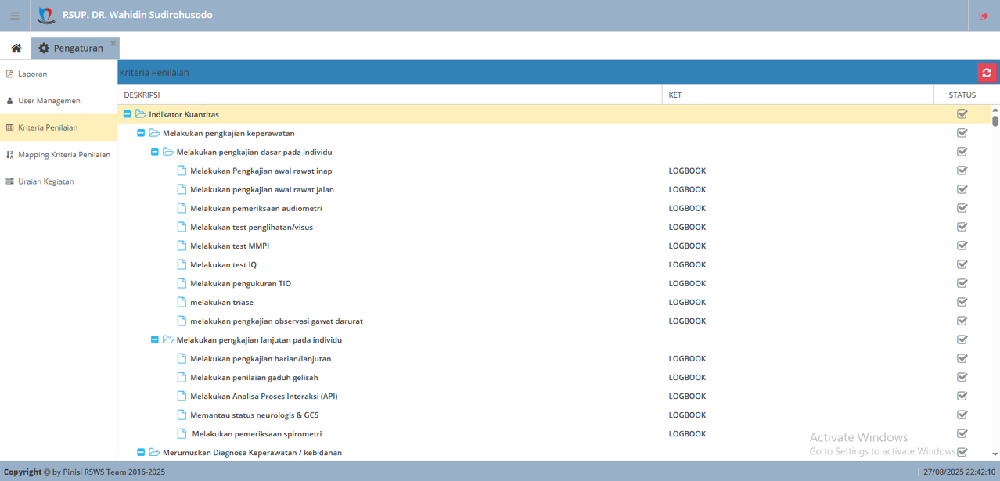 RSUP. DR. Wahidin Sudirohusodo
Pengaturan
Laporan
User Managemen
Kriteria Penilaian
Mapping Kriteria Penilaian
Uraian Kegiatan
Kriteria Penilaian
DESKRIPSI KET STATUS
Indikator Kuantitas
Melakukan pengkajian keperawatan
Melakukan pengkajian dasar pada individu
Melakukan Pengkajian awal rawat inap LOGBOOK
Melakukan pengkajian awal rawat jalan LOGBOOK
Melakukan pemeriksaan audiometri LOGBOOK
Melakukan test penglihatan/visus LOGBOOK
Melakukan test MMPI LOGBOOK
Melakukan test IQ LOGBOOK
Melakukan pengukuran TIO LOGBOOK
melakukan triase LOGBOOK
melakukan pengkajian observasi gawat darurat LOGBOOK
Melakukan pengkajian lanjutan pada individu
Melakukan pengkajian harian/lanjutan LOGBOOK
Melakukan penilaian gaduh gelisah LOGBOOK
Melakukan Analisa Proses Interaksi (API) LOGBOOK
Memantau status neurologis & GCS LOGBOOK
Melakukan pemeriksaan spirometri LOGBOOK
Merumuskan Diagnosa Keperawatan / kebidanan
Activate Windows
Go to Settings to activate Windows.
Copyright © by Pinisi RSWS Team 2016-2025 27/08/2025 22:42:10